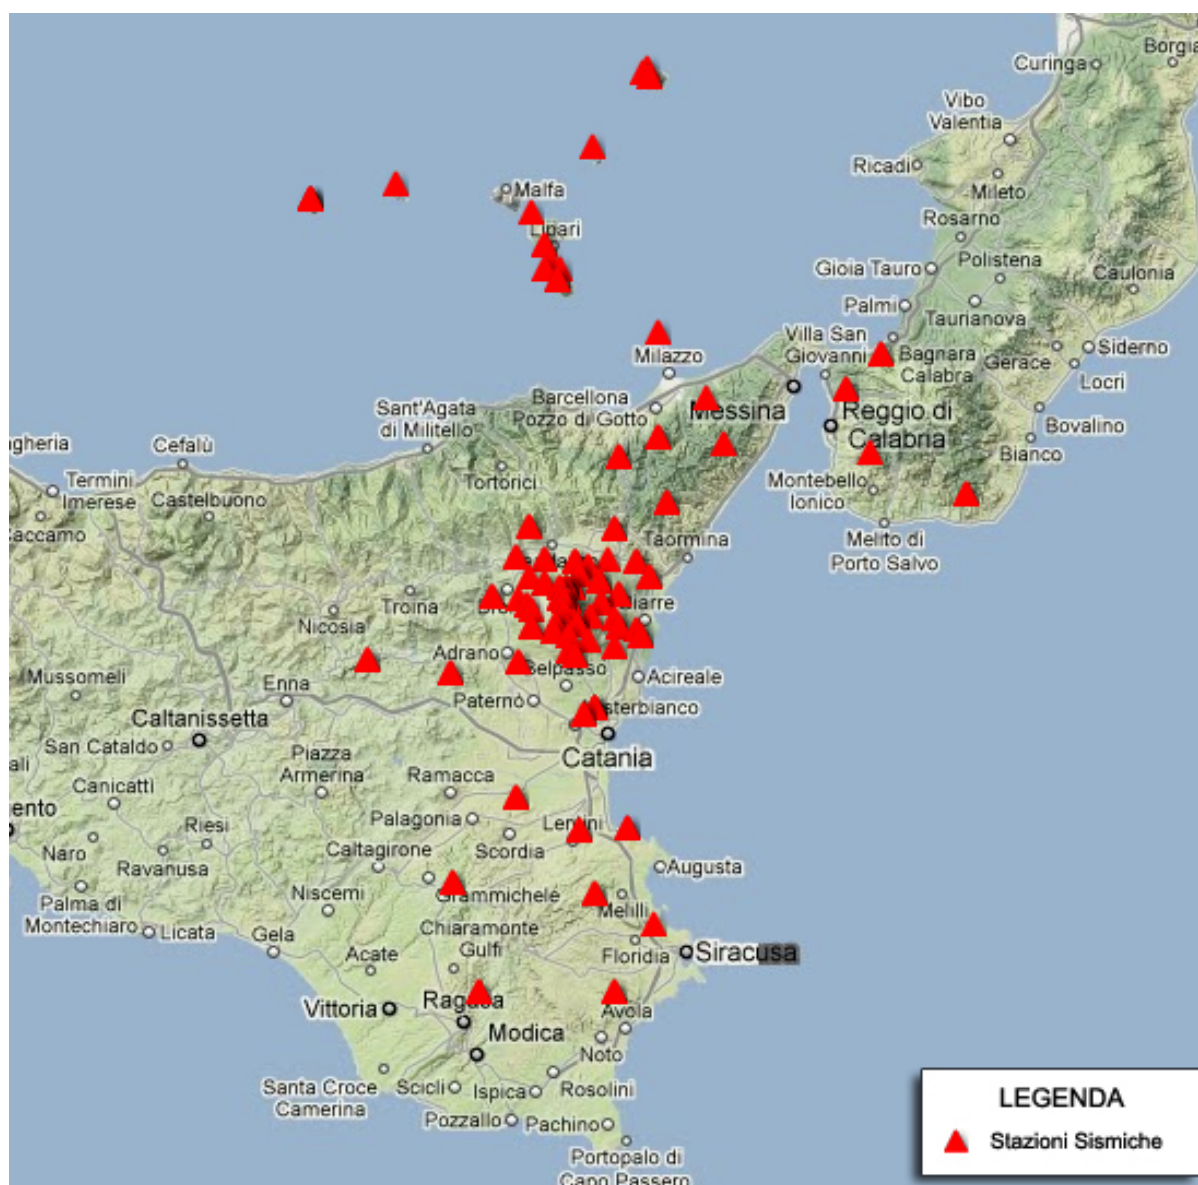 Borgia
Curinga
Vibo
Valentia
Ricadi
Mileto
Malfa
Rosarno
Lipari
Polistena
Gioia Tauro
Caulonia
Palmi
Taurianova
Villa San
Giovanni
Milazzo
Bagnara
Calabra
Gerace
Siderno
Locri
Barcellona
Pozzo di Gotto
Messina
Reggio di
Calabria
Sant'Agata
di Militello
Bovalino
Bianco
Cefalù
Termini
Imerese
Castelbuono
Tortorici
Montebello
Ionico
Taormina
Melito di
Porto Salvo
Troina
Nicosia
Adrano
Acireale
Mussomeli
Enna
Paternò
Caltanissetta
San Cataldo
Piazza
Armerina
Catania
Canicattì
Ramacca
Riesi
Palagonia
Scordia
Naro
Ravanusa
Caltagirone
Augusta
Niscemi
Grammichele
Melilli
Palma di
Montechiaro
Licata
Gela
Chiaramonte
Gulfi
Floridia
Siracusa
Acate
Vittoria
Avola
Modica
Noto
Santa Croce
Camerina
Scicli
Ispica
Rosolini
Pozzallo
Pachino
Portopalo di
Capo Passero
LEGENDA
Stazioni Sismiche